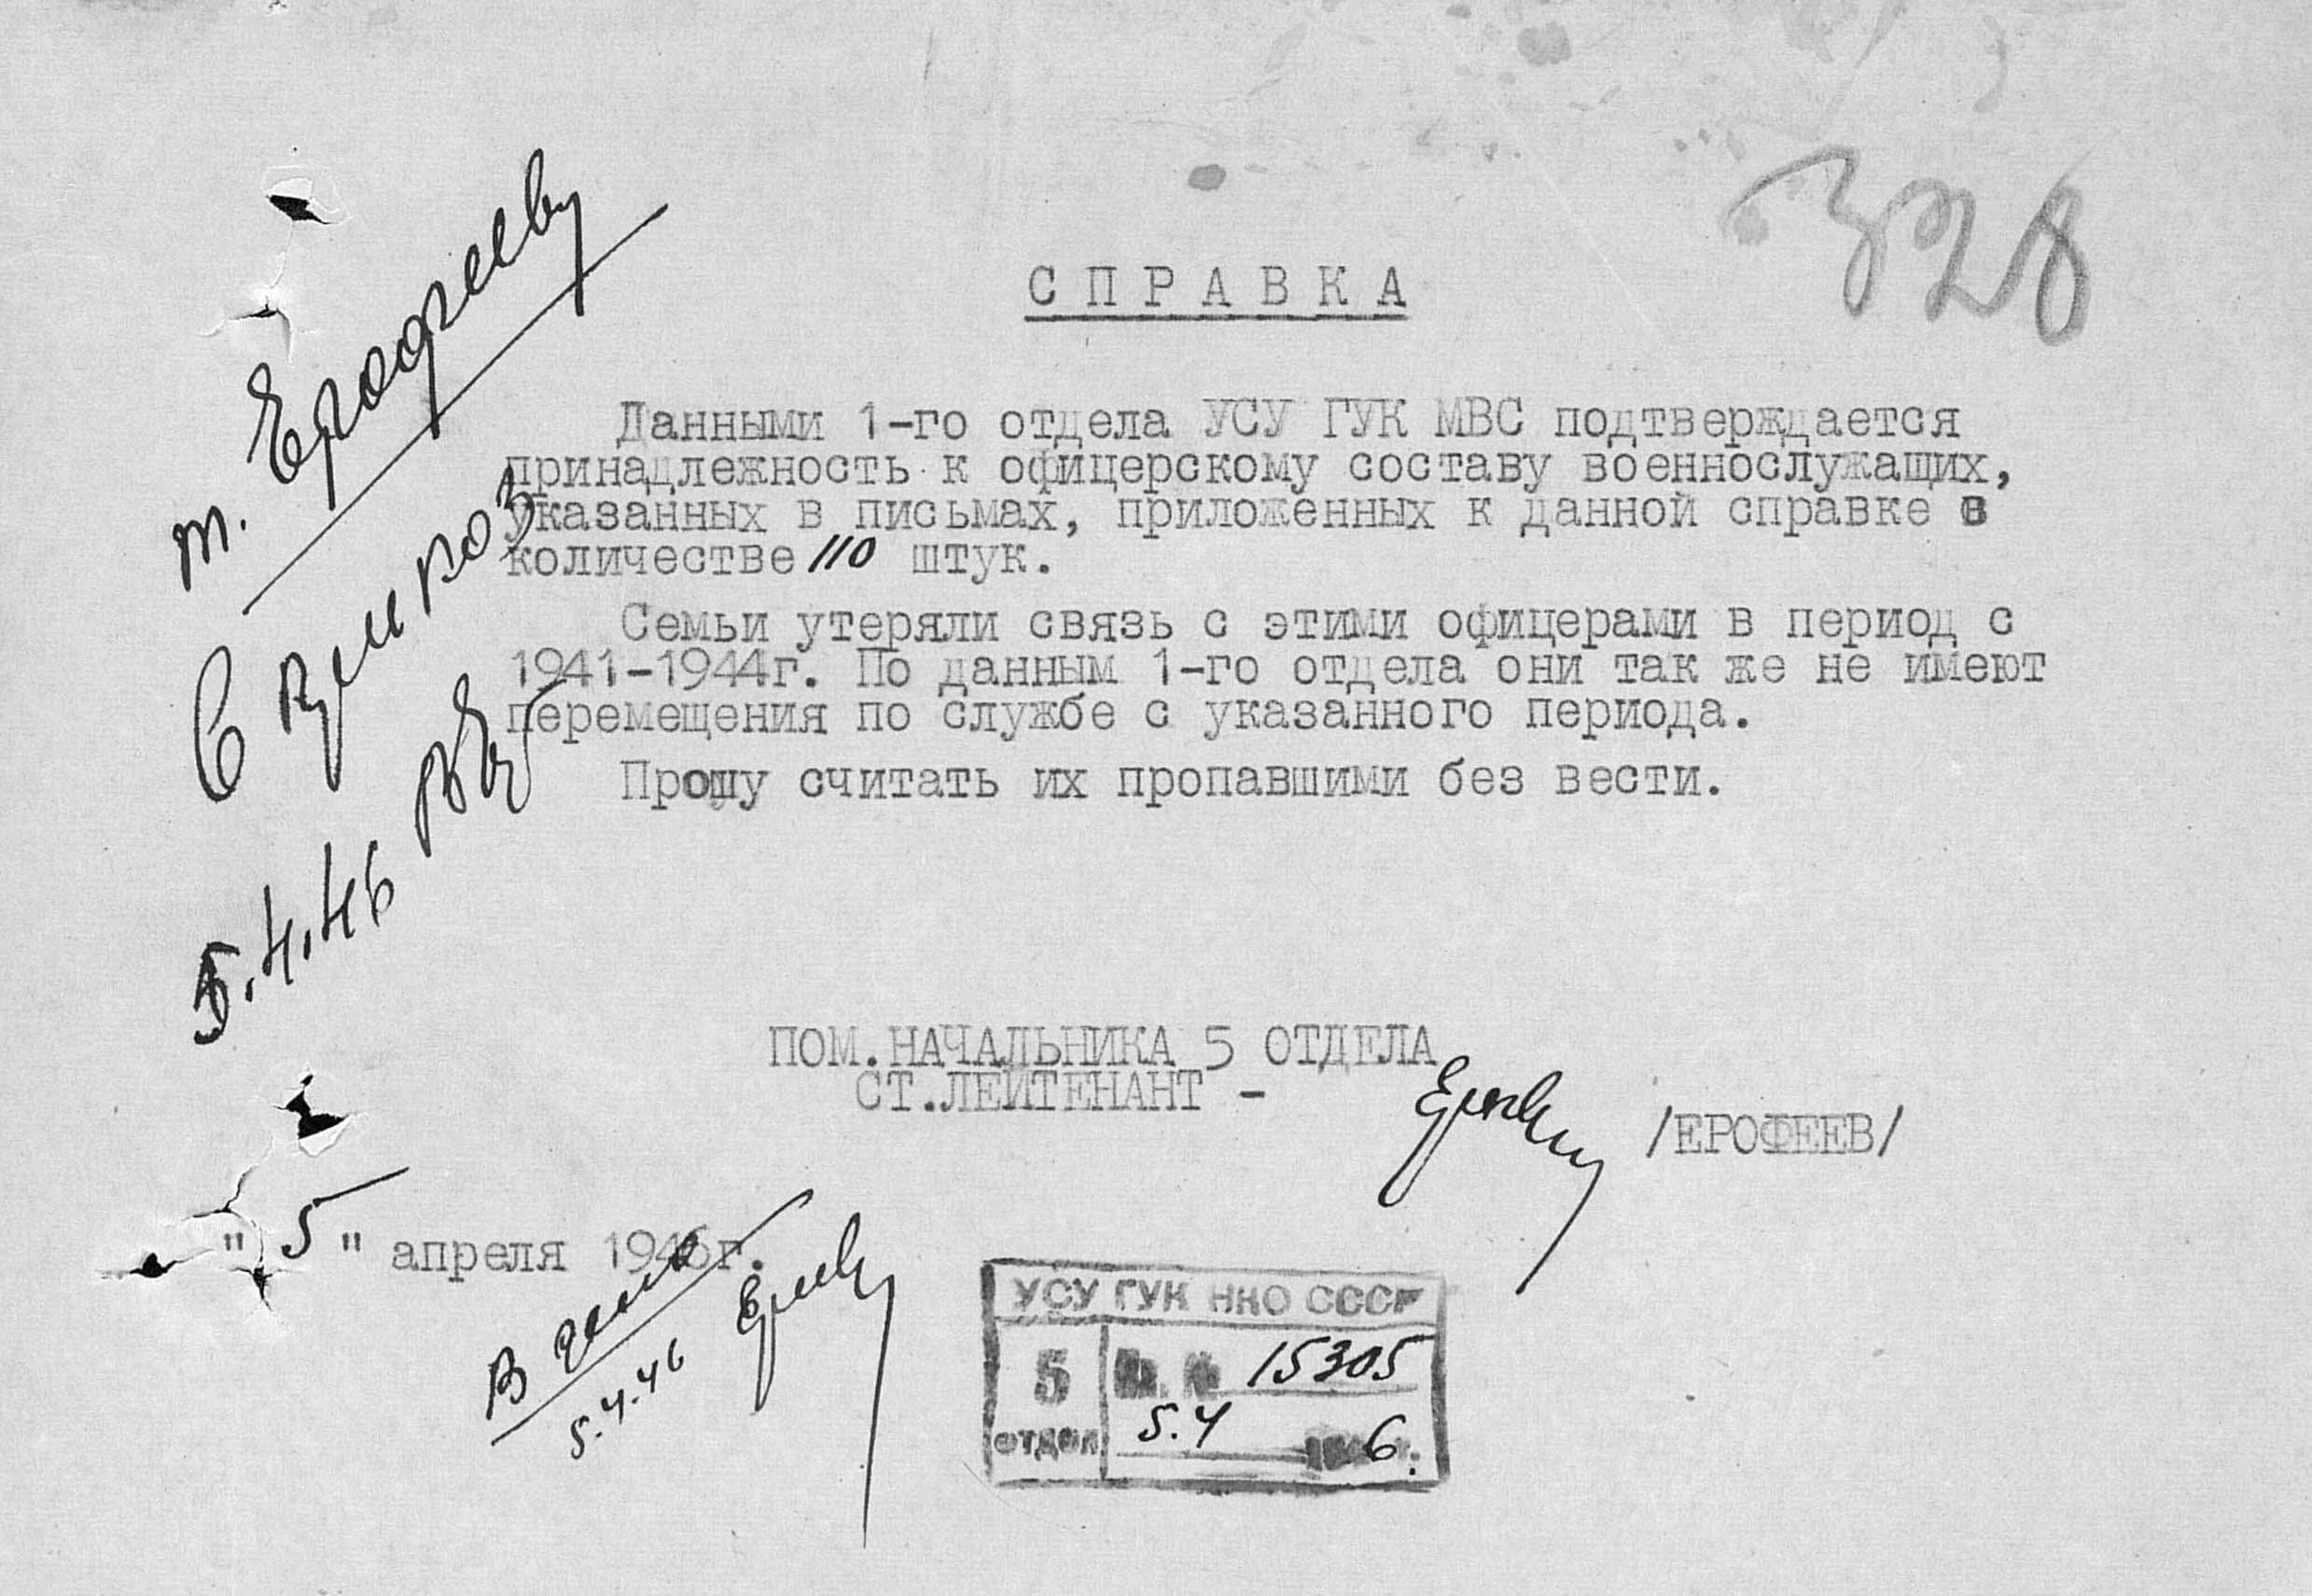 328
т. Ерофееву
С
5.4.46
СПРАВКА
Данными 1-го отдела УСУ ГУК МВС подтверждается
принадлежность к офицерскому составу военнослужащих,
указанных в письмах, приложенных к данной справке в
количестве 110 штук.
Семьи утеряли связь с этими офицерами в период с
1941-1944г. По данным 1-го отдела они так же не имеют
перемещения по службе с указанного периода.
Прошу считать их пропавшими без вести.
ПОМ.НАЧАЛЬНИКА 5 ОТДЕЛА
СТ.ЛЕЙТЕНАНТ -
/ЕРОФЕЕВ/
"5" апреля 1946г.
В
5.4.46
УСУ ГУК НКО СССР
5 отдел
Вх. № 15305
5.4 1946.